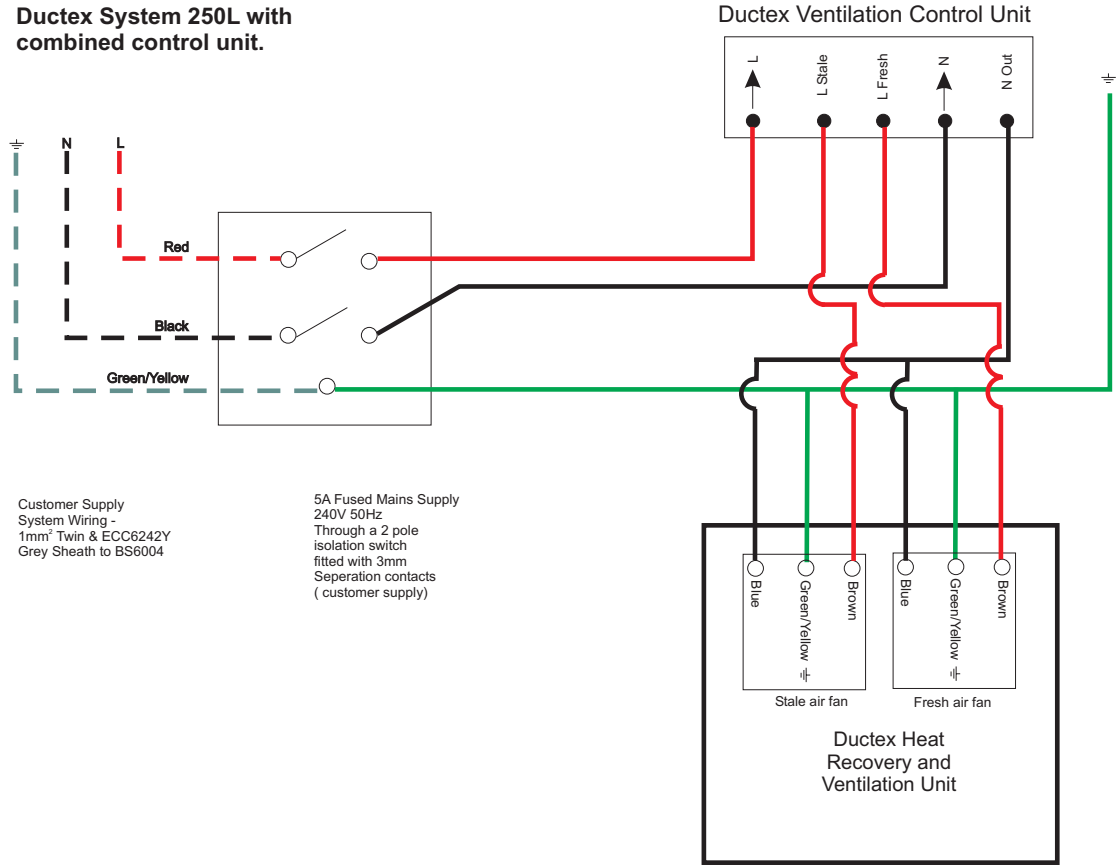 Ductex System 250L with
combined control unit.
Ductex Ventilation Control Unit
L
L Stale
L Fresh
N
N Out
N
L
Red
Black
Green/Yellow
Customer Supply
System Wiring -
1mm² Twin & ECC6242Y
Grey Sheath to BS6004
5A Fused Mains Supply
240V 50Hz
Through a 2 pole
isolation switch
fitted with 3mm
Seperation contacts
( customer supply)
Blue
Green/Yellow
Brown
Blue
Green/Yellow
Brown
Stale air fan
Fresh air fan
Ductex Heat
Recovery and
Ventilation Unit